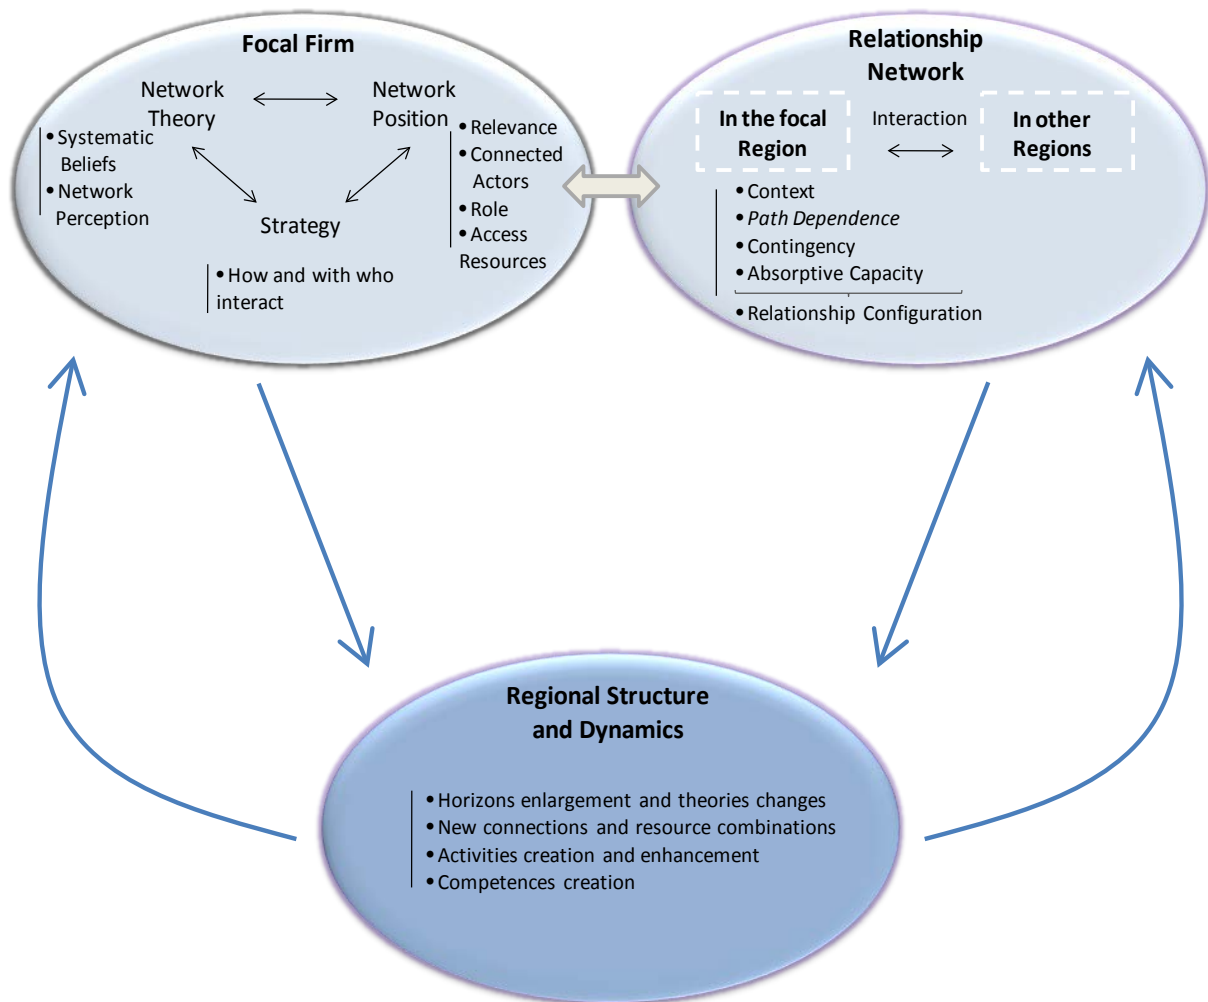 Focal Firm
Network
Theory
Network
Position
• Systematic
Beliefs
• Network
Perception
• Relevance
• Connected
Actors
• Role
• Access
Resources
Strategy
• How and with who
interact
Relationship
Network
In the focal
Region
Interaction
In other
Regions
• Context
• Path Dependence
• Contingency
• Absorptive Capacity
• Relationship Configuration
Regional Structure
and Dynamics
• Horizons enlargement and theories changes
• New connections and resource combinations
• Activities creation and enhancement
• Competences creation